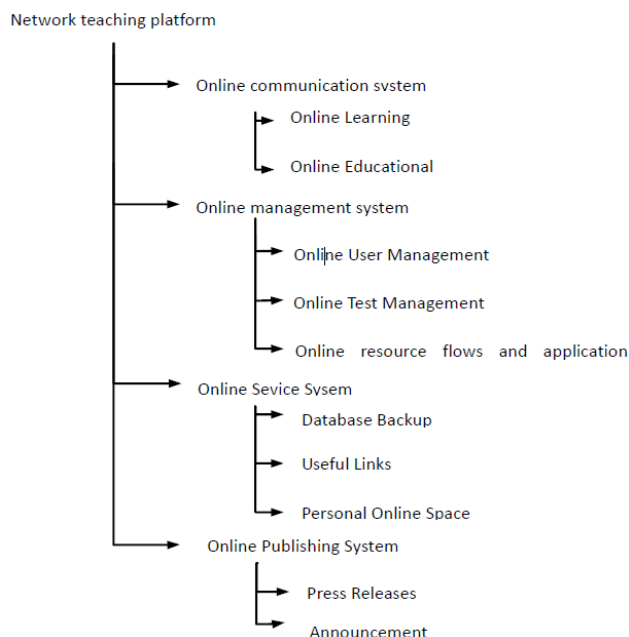 Network teaching platform
Online communication system
Online Learning
Online Educational
Online management system
Online User Management
Online Test Management
Online resource flows and application
Online Sevice Sysem
Database Backup
Useful Links
Personal Online Space
Online Publishing System
Press Releases
Announcement